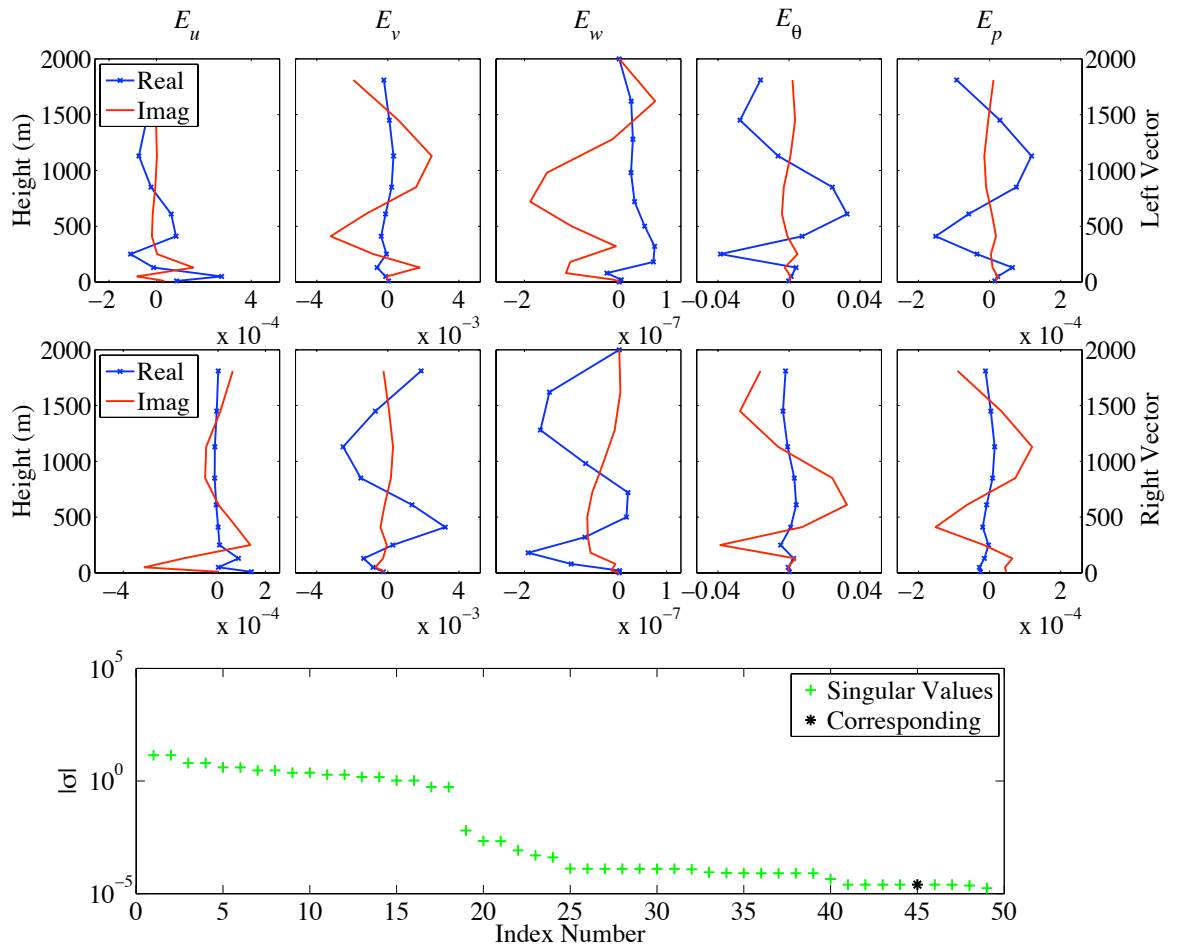 E_u E_v E_w E_θ E_p
2000 2000
1500 1500
1000 1000
500 500
0 0
Height (m)
Left Vector
Real
Imag
−2 0 2 4
x 10^−4
−4 0 4
x 10^−3
−2 0 1
x 10^−7
−0.04 0 0.04
0 2
x 10^−4
2000 2000
1500 1500
1000 1000
500 500
0 0
Height (m)
Right Vector
Real
Imag
−4 0 2
x 10^−4
−4 0 4
x 10^−3
−2 0 1
x 10^−7
−0.04 0 0.04
0 2
x 10^−4
10^5
10^0
10^−5
|σ|
Singular Values
Corresponding
0 5 10 15 20 25 30 35 40 45 50
Index Number